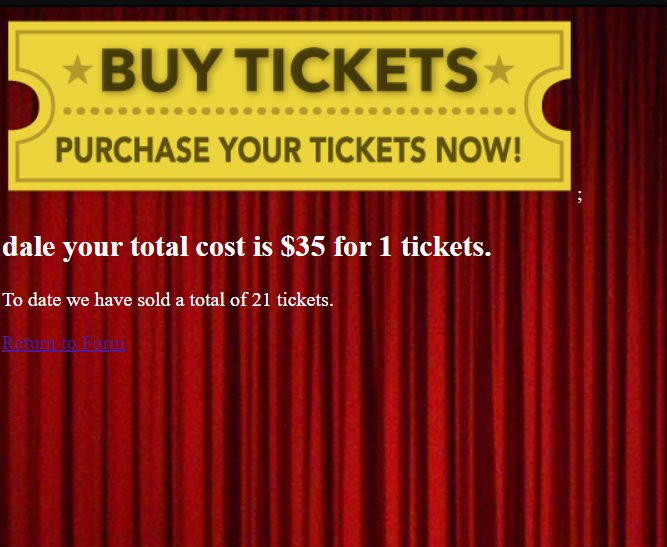 ★BUY TICKETS★
PURCHASE YOUR TICKETS NOW!
;
dale your total cost is $35 for 1 tickets.
To date we have sold a total of 21 tickets.
Return to Form